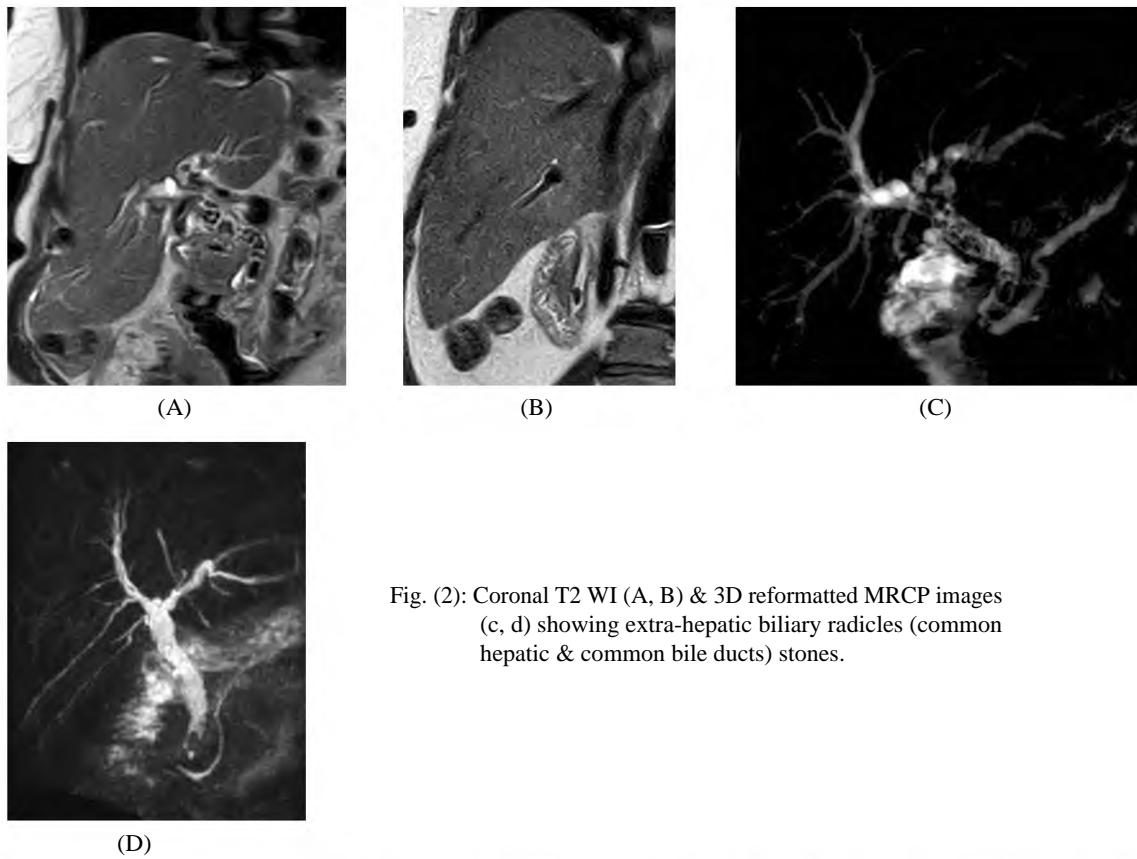 (A)
(B)
(C)
(D)
Fig. (2): Coronal T2 WI (A, B) & 3D reformatted MRCP images
(c, d) showing extra-hepatic biliary radicles (common
hepatic & common bile ducts) stones.